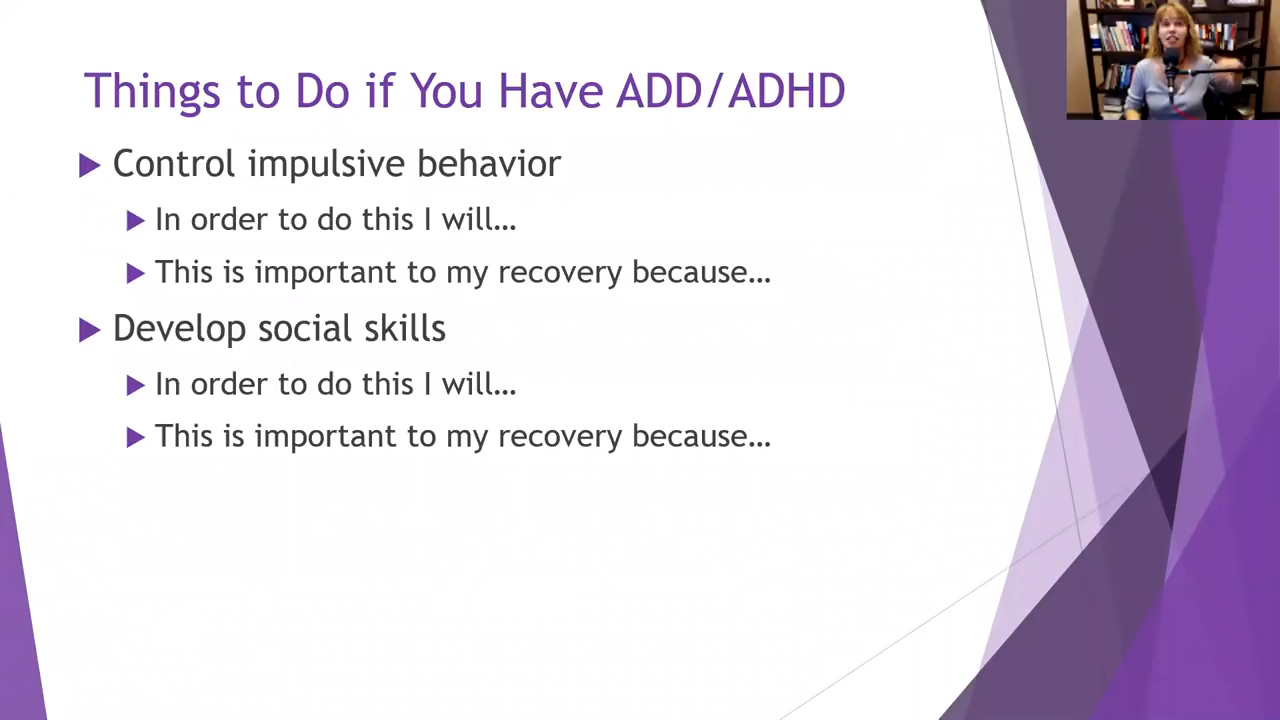 Things to Do if You Have ADD/ADHD
Control impulsive behavior
In order to do this I will…
This is important to my recovery because…
Develop social skills
In order to do this I will…
This is important to my recovery because…